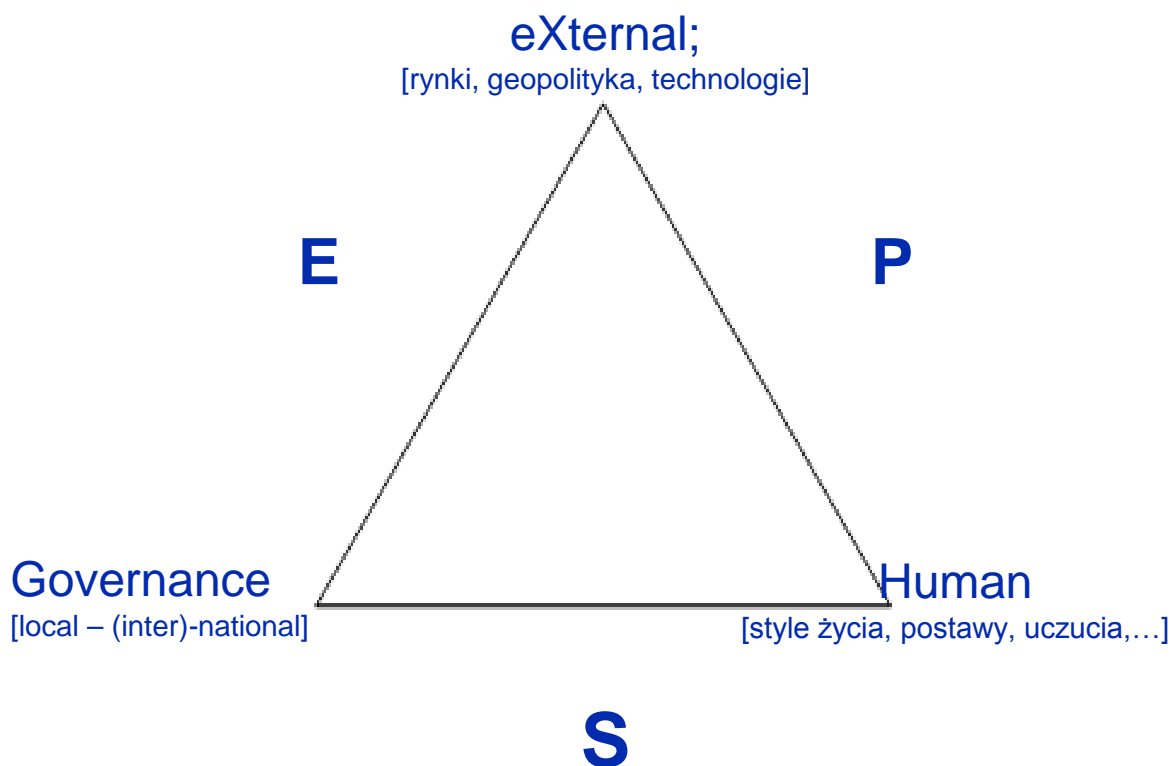 eXternal;
[rynki, geopolityka, technologie]
E
P
Governance
[local – (inter)-national]
Human
[style życia, postawy, uczucia,…]
S